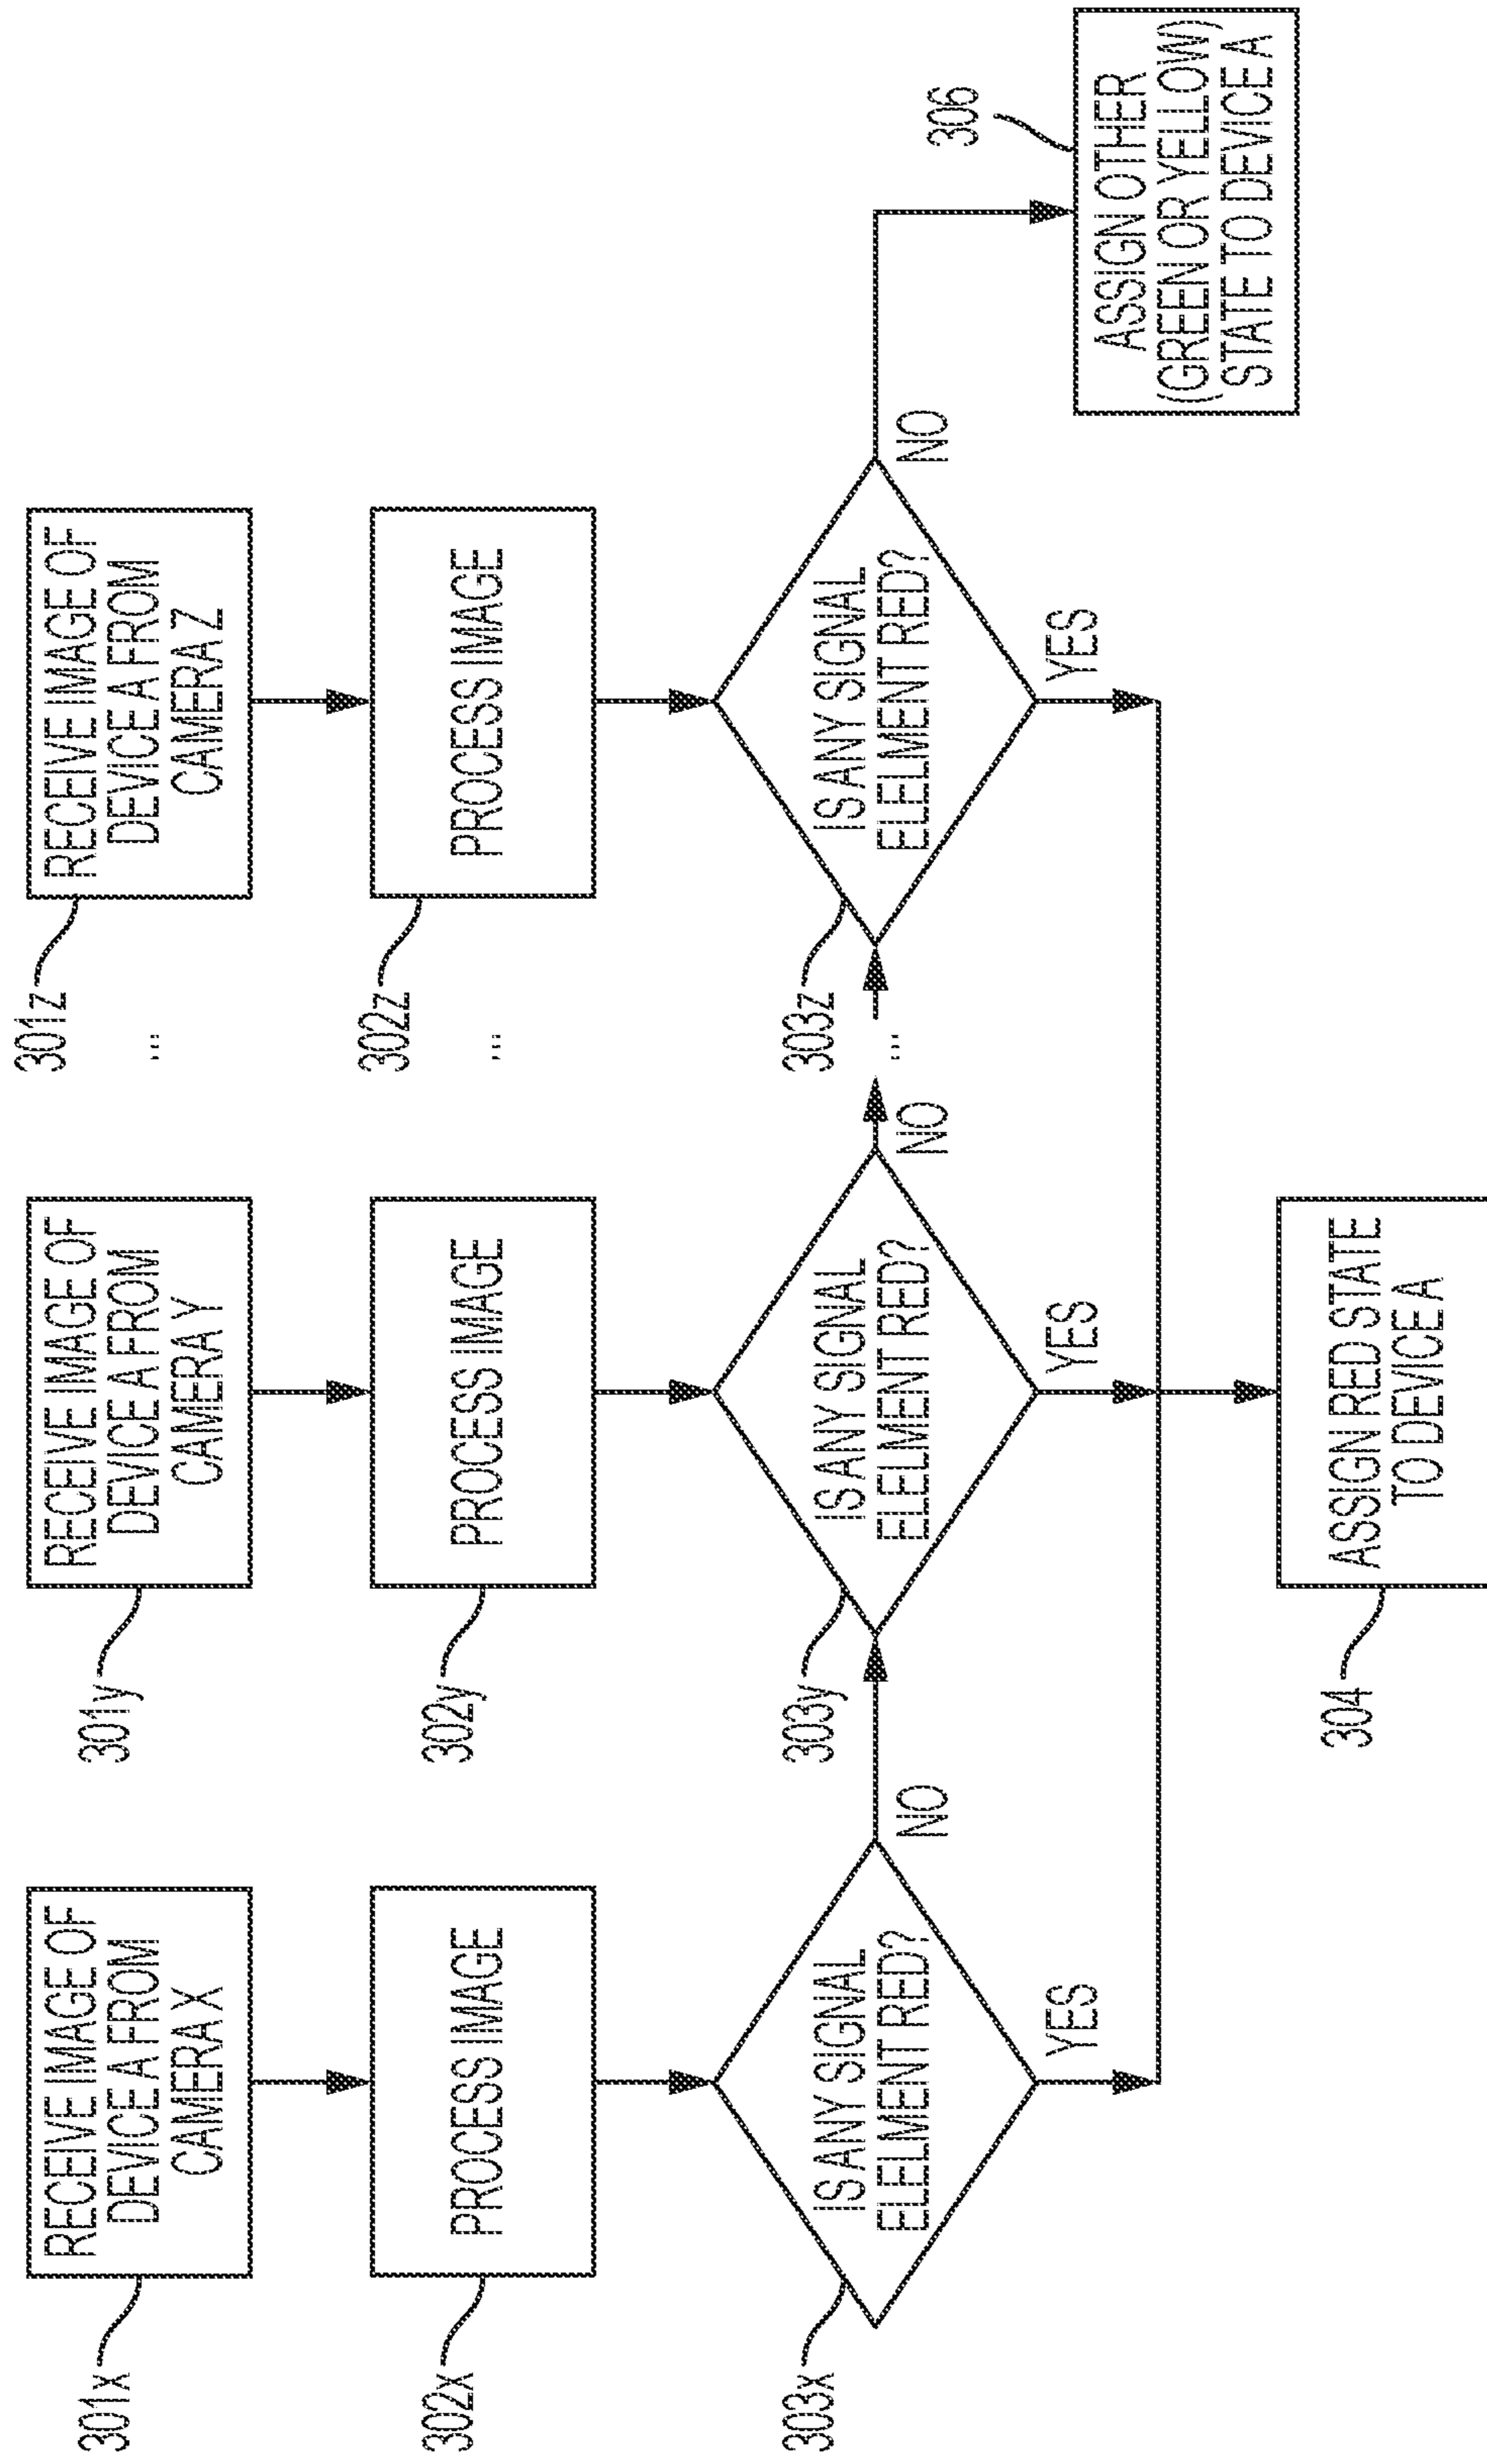 301x
RECEIVE IMAGE OF
DEVICE A FROM
CAMERA X
301y
RECEIVE IMAGE OF
DEVICE A FROM
CAMERA Y
301z
...
RECEIVE IMAGE OF
DEVICE A FROM
CAMERA Z
302x
PROCESS IMAGE
302y
PROCESS IMAGE
302z
...
PROCESS IMAGE
303x
IS ANY SIGNAL
ELELMENT RED?
NO
YES
303y
IS ANY SIGNAL
ELELMENT RED?
NO
YES
...
303z
IS ANY SIGNAL
ELELMENT RED?
NO
YES
304
ASSIGN RED STATE
TO DEVICE A
306
ASSIGN OTHER
(GREEN OR YELLOW)
STATE TO DEVICE A